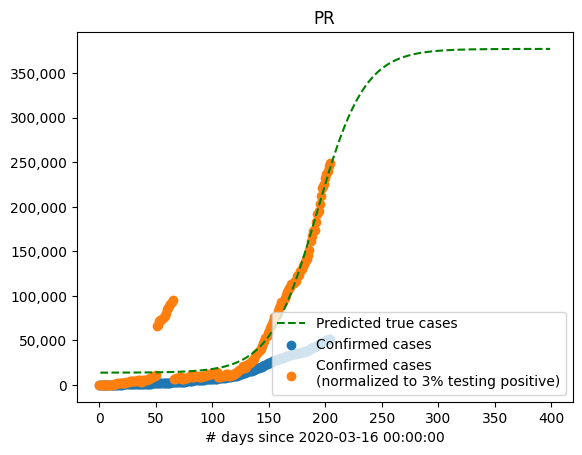 PR
350,000
300,000
250,000
200,000
150,000
100,000
50,000
0
Predicted true cases
Confirmed cases
Confirmed cases
(normalized to 3% testing positive)
0 50 100 150 200 250 300 350 400
# days since 2020-03-16 00:00:00